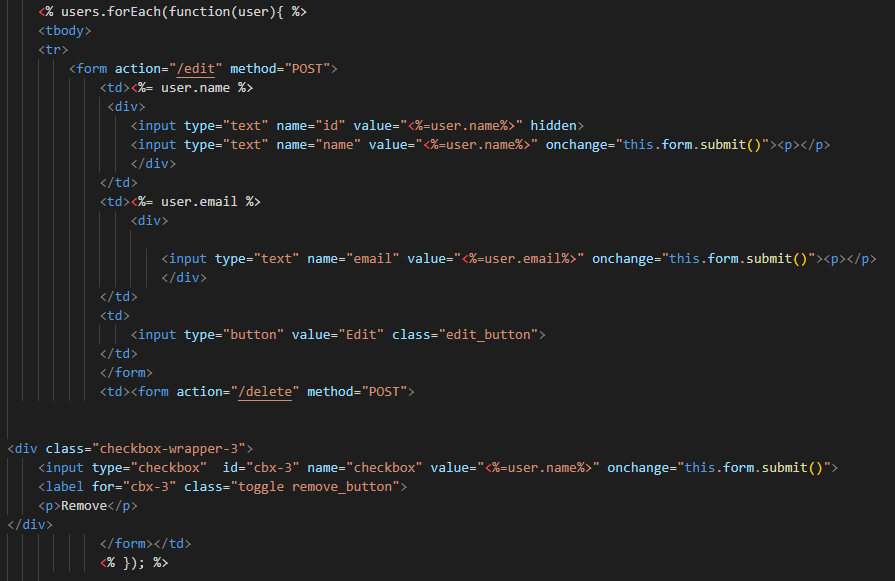 <% users.forEach(function(user){ %>
<tbody>
<tr>
<form action="/edit" method="POST">
<td><%= user.name %>
<div>
<input type="text" name="id" value="<%=user.name%>" hidden>
<input type="text" name="name" value="<%=user.name%>" onchange="this.form.submit()"><p></p>
</div>
</td>
<td><%= user.email %>
<div>
<input type="text" name="email" value="<%=user.email%>" onchange="this.form.submit()"><p></p>
</div>
</td>
<td>
<input type="button" value="Edit" class="edit_button">
</td>
</form>
<td><form action="/delete" method="POST">
<div class="checkbox-wrapper-3">
<input type="checkbox"  id="cbx-3" name="checkbox" value="<%=user.name%>" onchange="this.form.submit()">
<label for="cbx-3" class="toggle remove_button">
<p>Remove</p>
</div>
</form></td>
<% }); %>